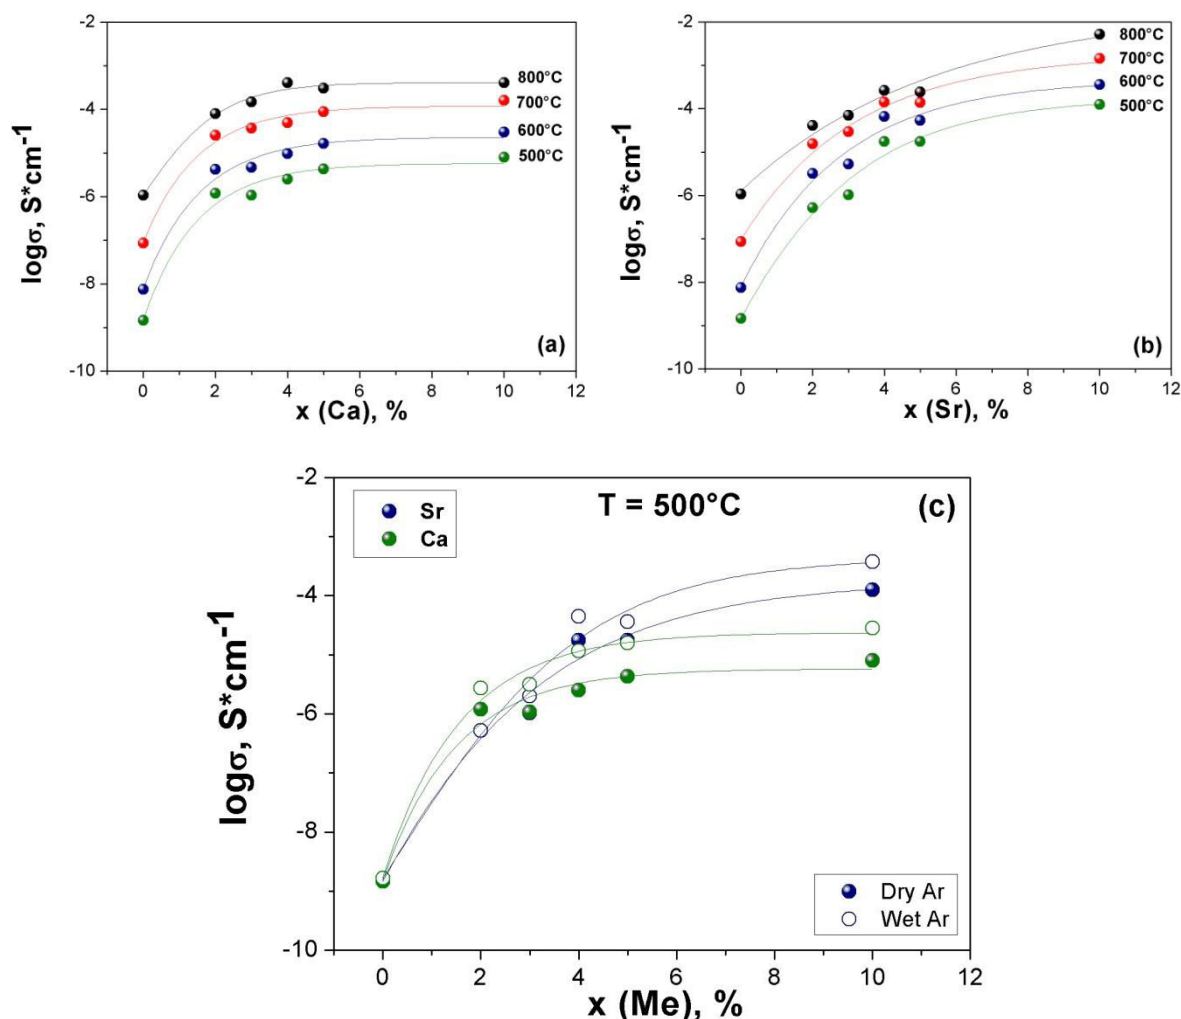 -2
-4
-6
-8
-10
logσ, S*cm-1
800°C
700°C
600°C
500°C
(a)
0 2 4 6 8 10 12
x (Ca), %
-2
-4
-6
-8
-10
logσ, S*cm-1
800°C
700°C
600°C
500°C
(b)
0 2 4 6 8 10 12
x (Sr), %
-2
-4
-6
-8
-10
logσ, S*cm-1
Sr
Ca
T = 500°C
(c)
Dry Ar
Wet Ar
0 2 4 6 8 10 12
x (Me), %